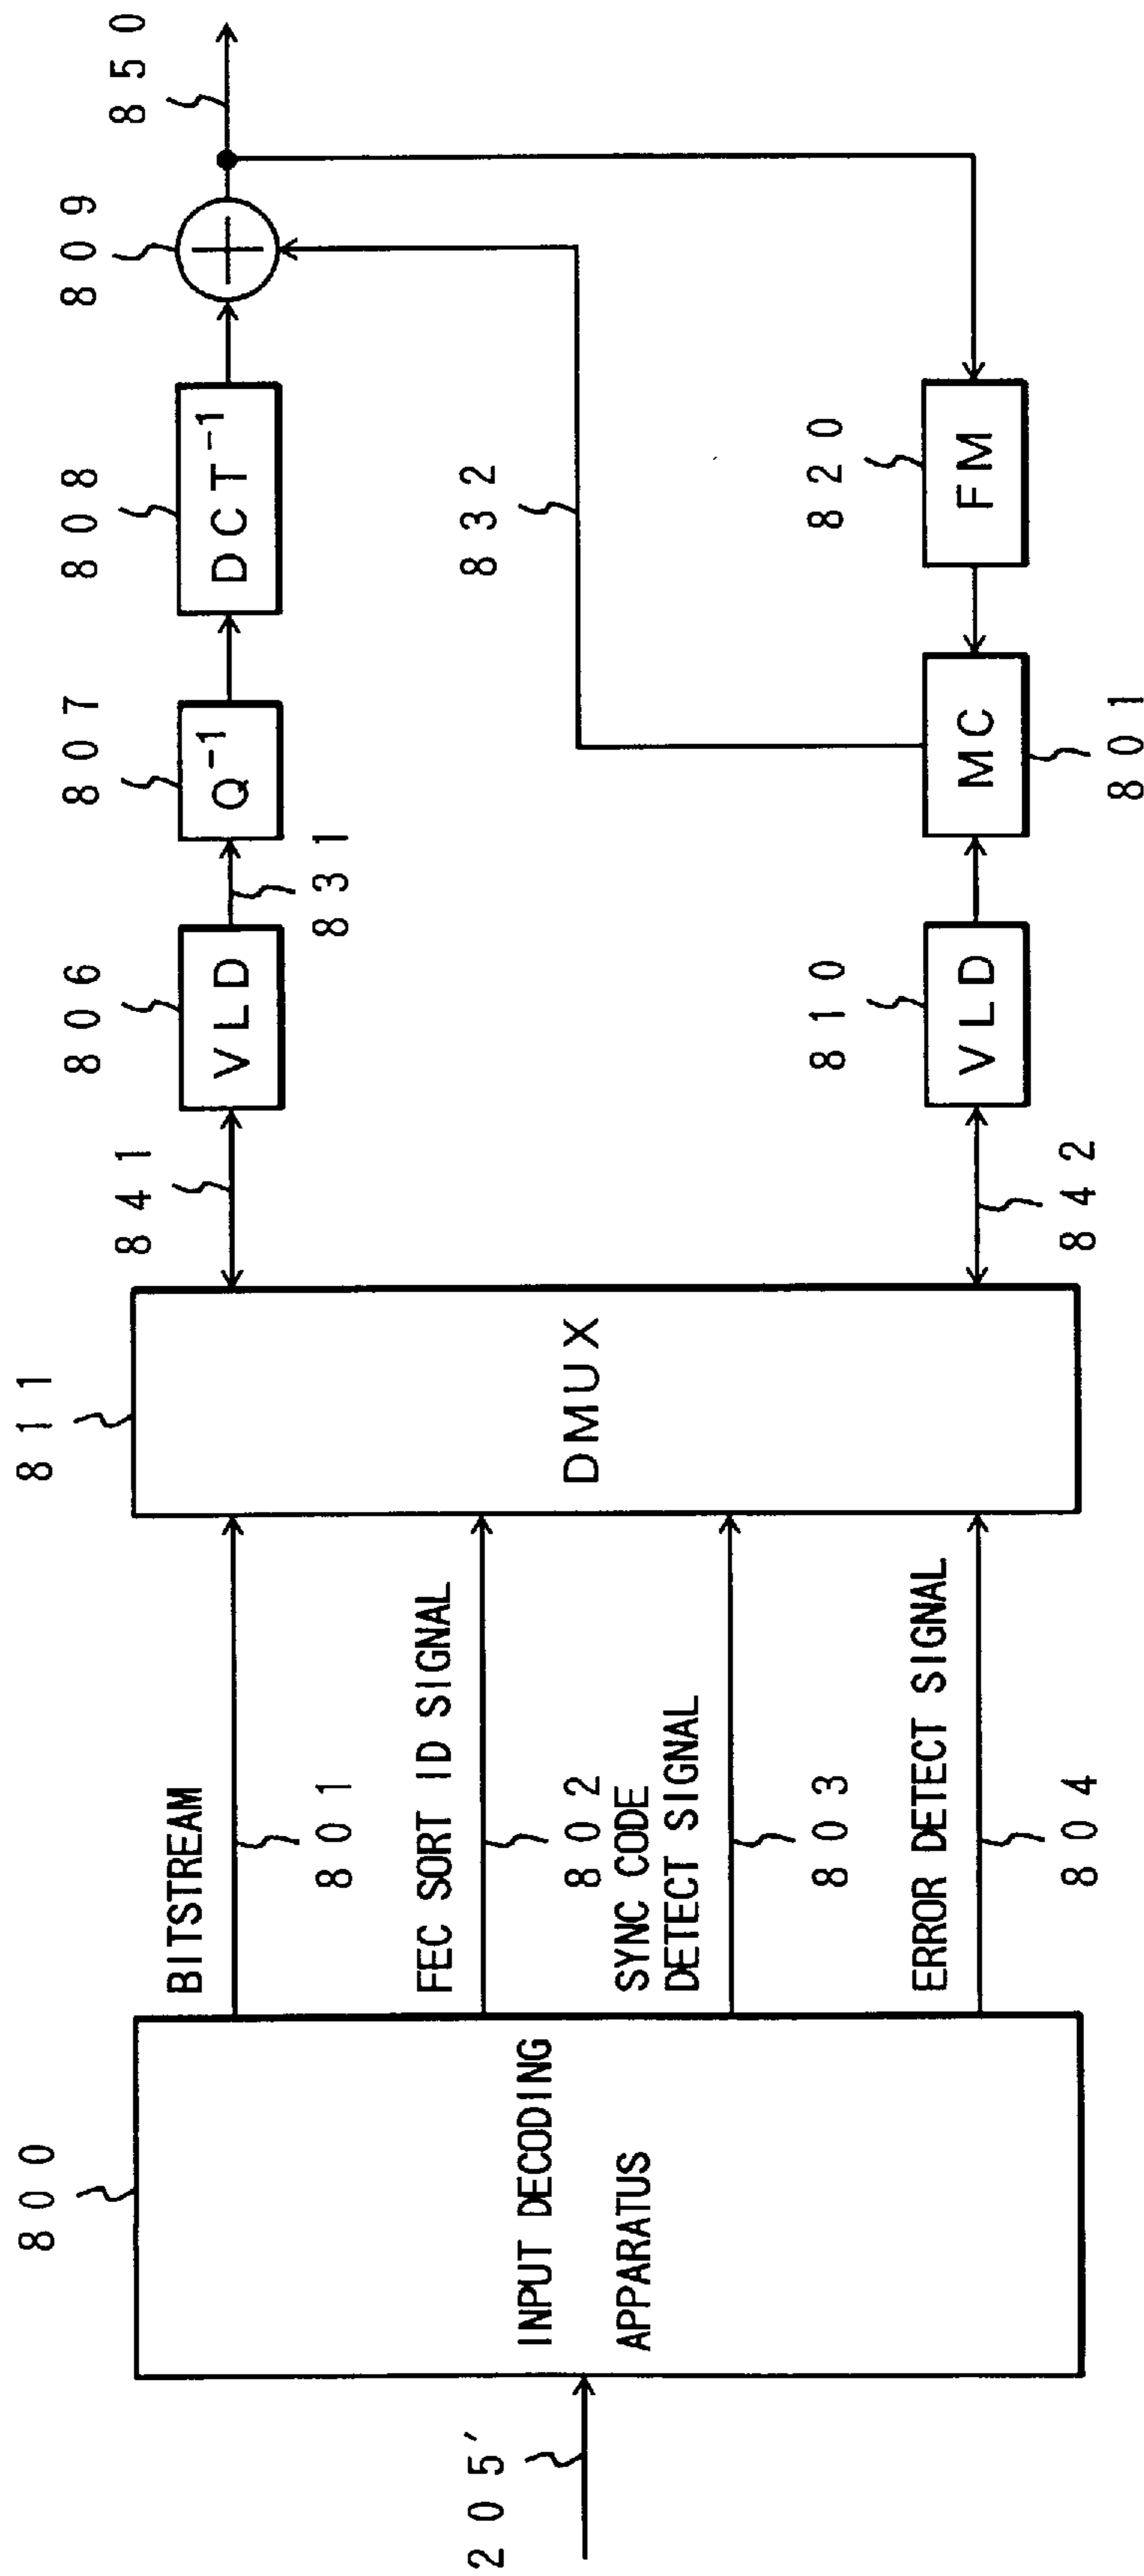 205'
800
INPUT DECODING
APPARATUS
BITSTREAM
801
FEC SORT ID SIGNAL
802
SYNC CODE
DETECT SIGNAL
803
ERROR DETECT SIGNAL
804
811
DMUX
841
842
806
VLD
831
807
Q⁻¹
808
DCT⁻¹
809
850
832
810
VLD
MC
801
820
FM